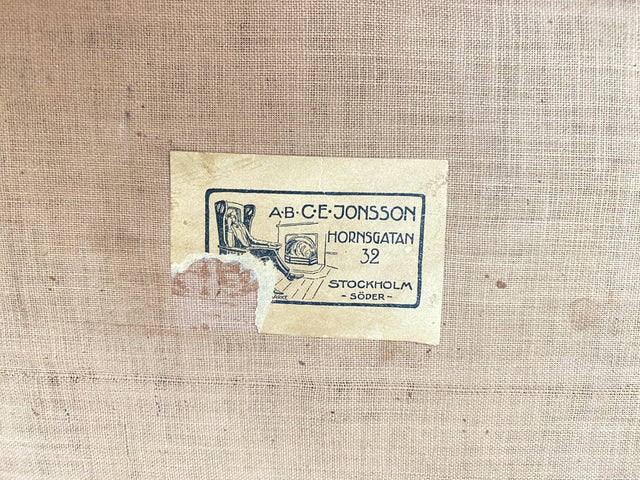 A·B·C·E·JONSSON
HORNSGATAN
32
STOCKHOLM
- SÖDER -